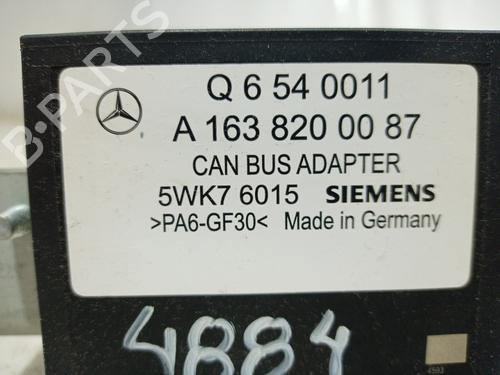 Q 6 54 0011
A 163 820 00 87
CAN BUS ADAPTER
5WK7 6015 SIEMENS
>PA6-GF30< Made in Germany
4884
4593
B-PARTS